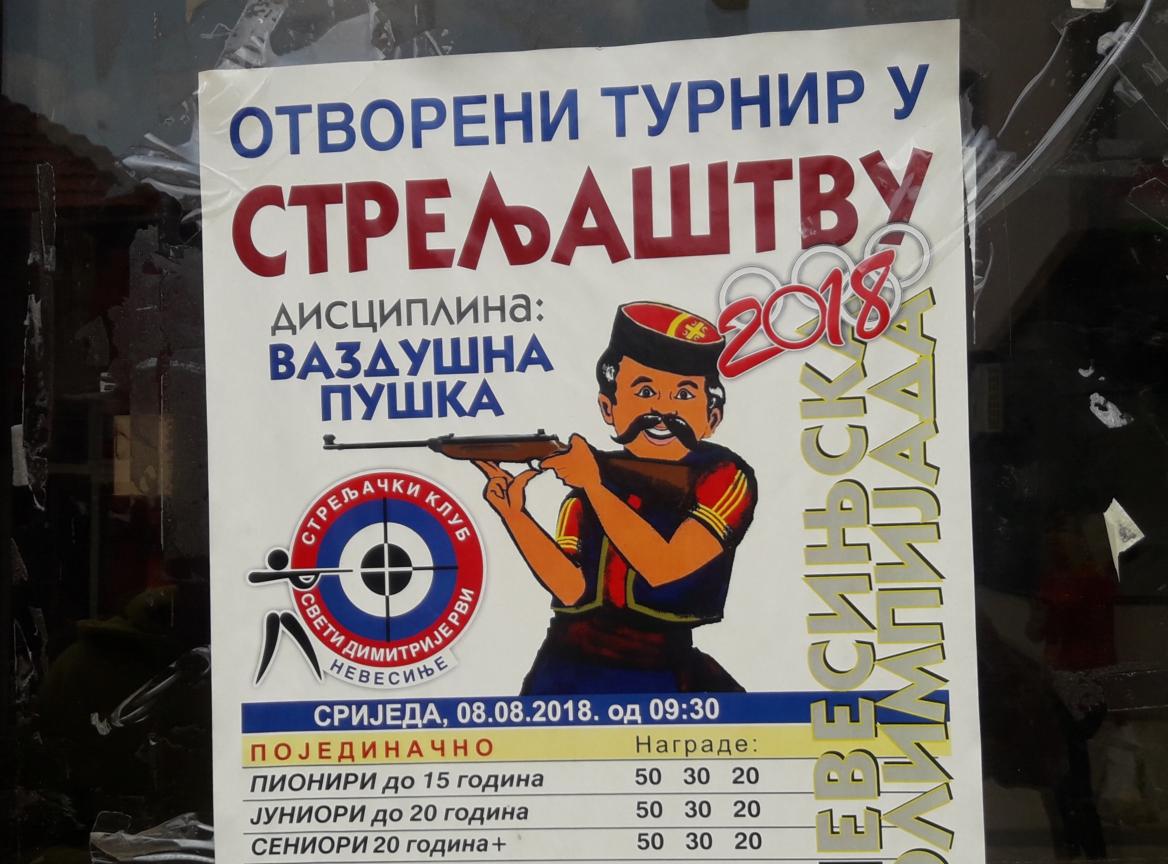 ОТВОРЕНИ ТУРНИР У
СТРЕЉАШТВУ
2018
ДИСЦИПЛИНА:
ВАЗДУШНА
ПУШКА
СТРЕЉАЧКИ КЛУБ
СВЕТИ ДИМИТРИЈЕ РВИ
НЕВЕСИЊЕ
СРИЈЕДА, 08.08.2018. од 09:30
ПОЈЕДИНАЧНО Награде:
ПИОНИРИ до 15 година 50 30 20
ЈУНИОРИ до 20 година 50 30 20
СЕНИОРИ 20 година+ 50 30 20
ЕВЕСИЊСКА
ОЛИМПИЈАДА